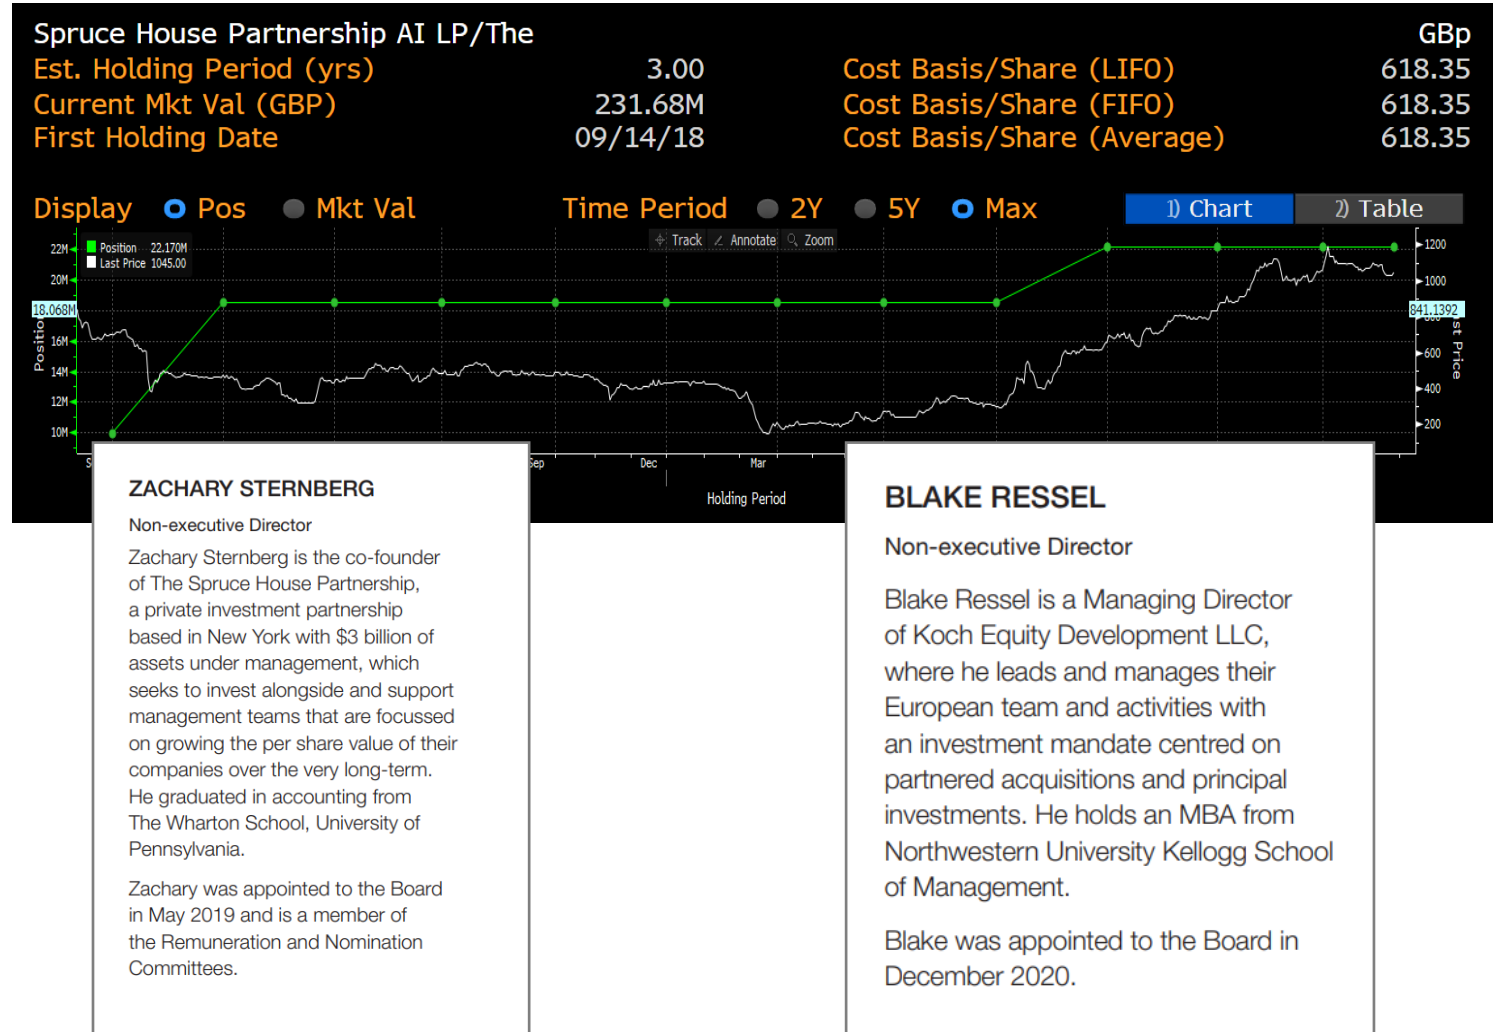 Spruce House Partnership AI LP/The GBp
Est. Holding Period (yrs) 3.00 Cost Basis/Share (LIFO) 618.35
Current Mkt Val (GBP) 231.68M Cost Basis/Share (FIFO) 618.35
First Holding Date 09/14/18 Cost Basis/Share (Average) 618.35
Display Pos Mkt Val Time Period 2Y 5Y Max 1) Chart 2) Table
Track Annotate Zoom
Position 22.170M
Last Price 1045.00
22M
20M
18.068M
16M
14M
12M
10M
Position
1200
1000
841.1392
600
400
200
Price
Sep
Dec
Mar
Holding Period
ZACHARY STERNBERG
Non-executive Director
Zachary Sternberg is the co-founder
of The Spruce House Partnership,
a private investment partnership
based in New York with $3 billion of
assets under management, which
seeks to invest alongside and support
management teams that are focussed
on growing the per share value of their
companies over the very long-term.
He graduated in accounting from
The Wharton School, University of
Pennsylvania.
Zachary was appointed to the Board
in May 2019 and is a member of
the Remuneration and Nomination
Committees.
BLAKE RESSEL
Non-executive Director
Blake Ressel is a Managing Director
of Koch Equity Development LLC,
where he leads and manages their
European team and activities with
an investment mandate centred on
partnered acquisitions and principal
investments. He holds an MBA from
Northwestern University Kellogg School
of Management.
Blake was appointed to the Board in
December 2020.